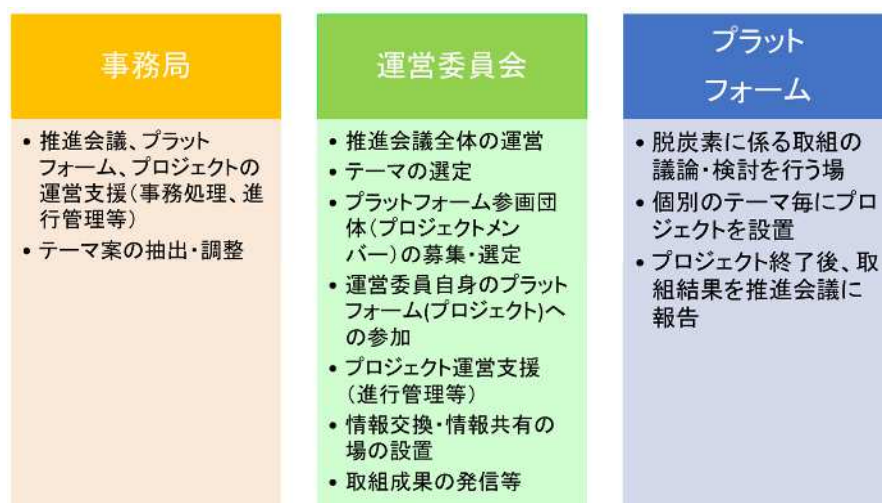 事務局
• 推進会議、プラット
フォーム、プロジェクトの
運営支援(事務処理、進
行管理等)
• テーマ案の抽出・調整
運営委員会
• 推進会議全体の運営
• テーマの選定
• プラットフォーム参画団
体(プロジェクトメン
バー)の募集・選定
• 運営委員自身のプラット
フォーム(プロジェクト)へ
の参加
• プロジェクト運営支援
(進行管理等)
• 情報交換・情報共有の
場の設置
• 取組成果の発信等
プラット
フォーム
• 脱炭素に係る取組の
議論・検討を行う場
• 個別のテーマ毎にプロ
ジェクトを設置
• プロジェクト終了後、取
組結果を推進会議に
報告